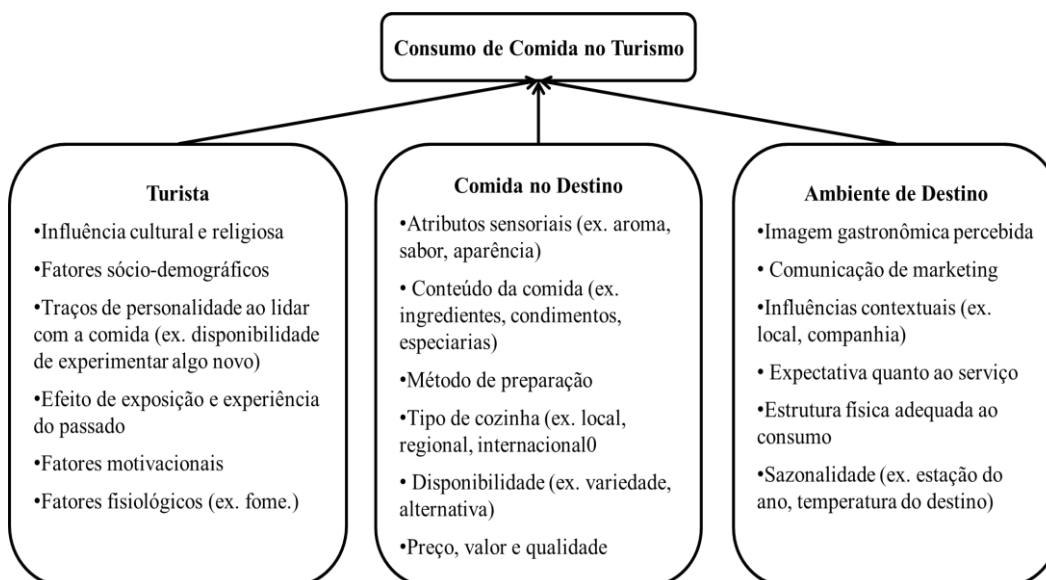 Consumo de Comida no Turismo
Turista
•Influência cultural e religiosa
•Fatores sócio-demográficos
•Traços de personalidade ao lidar
com a comida (ex. disponibilidade
de experimentar algo novo)
•Efeito de exposição e experiência
do passado
•Fatores motivacionais
•Fatores fisiológicos (ex. fome.)
Comida no Destino
•Atributos sensoriais (ex. aroma,
sabor, aparência)
• Conteúdo da comida (ex.
ingredientes, condimentos,
especiarias)
•Método de preparação
•Tipo de cozinha (ex. local,
regional, internacional0
• Disponibilidade (ex. variedade,
alternativa)
•Preço, valor e qualidade
Ambiente de Destino
•Imagem gastronômica percebida
• Comunicação de marketing
•Influências contextuais (ex.
local, companhia)
• Expectativa quanto ao serviço
•Estrutura física adequada ao
consumo
•Sazonalidade (ex. estação do
ano, temperatura do destino)